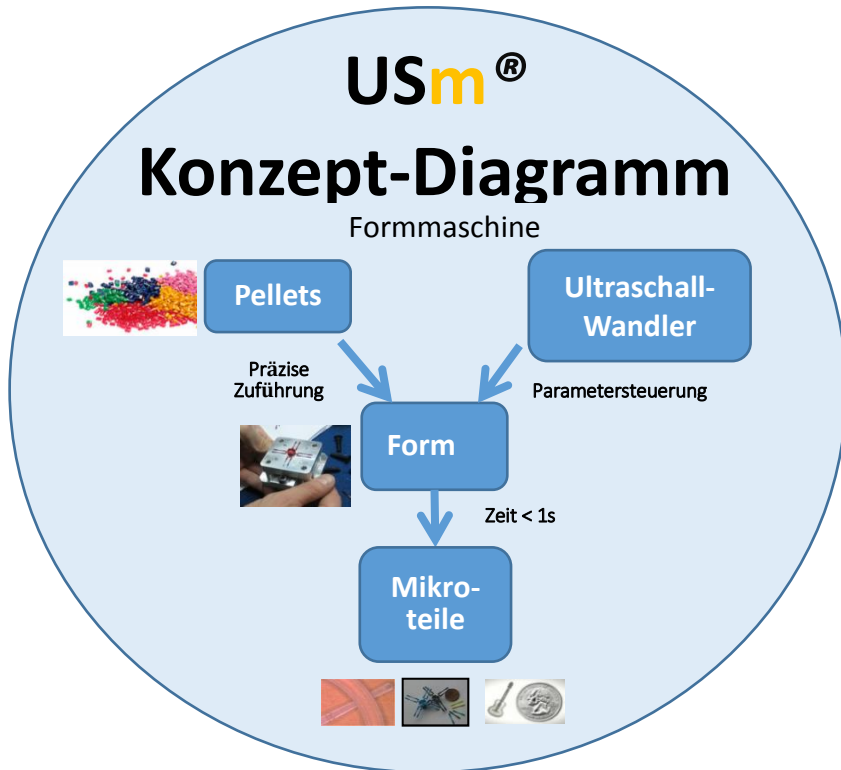 USm®
Konzept-Diagramm
Formmaschine
Pellets
Ultraschall-
Wandler
Präzise
Zuführung
Parametersteuerung
Form
Zeit < 1s
Mikro-
teile